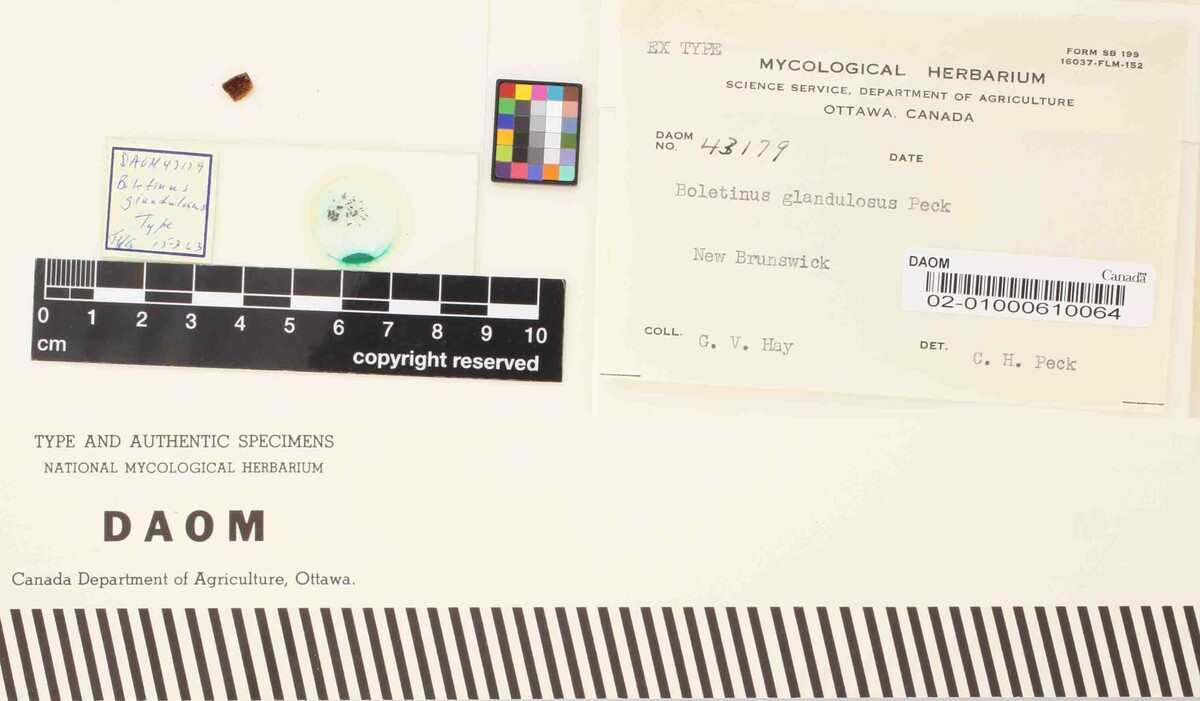 DAOM 43179
Boletinus
glandulosus
Type
15-3-63
0 1 2 3 4 5 6 7 8 9 10
cm
copyright reserved
EX TYPE
FORM SB 199
16037-FLM-152
MYCOLOGICAL HERBARIUM
SCIENCE SERVICE, DEPARTMENT OF AGRICULTURE
OTTAWA, CANADA
DAOM
NO. 43179
DATE
Boletinus glandulosus Peck
New Brunswick
DAOM
Canada
02-01000610064
COLL. G. V. Hay
DET. C. H. Peck
TYPE AND AUTHENTIC SPECIMENS
NATIONAL MYCOLOGICAL HERBARIUM
DAOM
Canada Department of Agriculture, Ottawa.